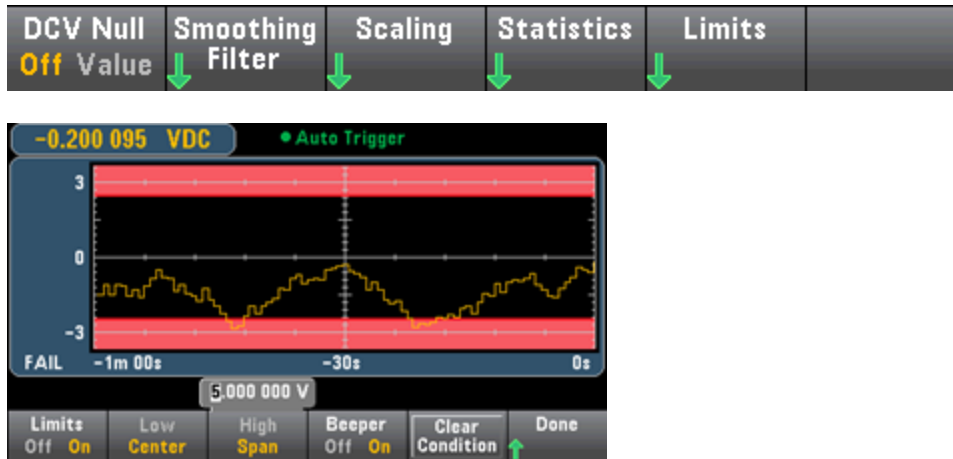 DCV Null Smoothing Scaling Statistics Limits
Off Value Filter
-0.200 095 VDC Auto Trigger
3
0
-3
FAIL -1m 00s -30s 0s
5.000 000 V
Limits Low High Beeper Clear Done
Off On Center Span Off On Condition